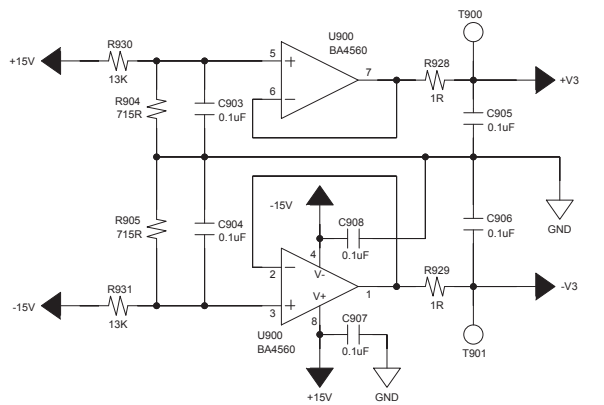 T900
U900
BA4560
R930
+15V
13K
5
+
7
R928
1R
+V3
6
−
R904
715R
C903
0.1uF
C905
0.1uF
R905
715R
C904
0.1uF
-15V
C908
0.1uF
GND
C906
0.1uF
4
V-
2
−
R931
-15V
13K
3
+
V+
1
R929
1R
-V3
8
U900
BA4560
C907
0.1uF
T901
+15V
GND